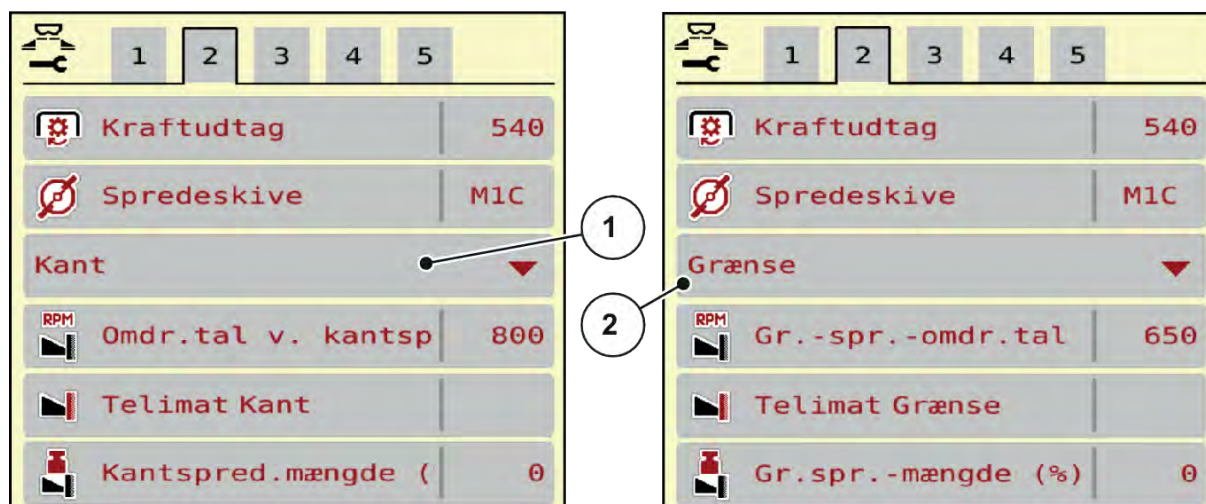 1 2 3 4 5
Kraftudtag 540
Spredeskive M1C
Kant
RPM
Omdr.tal v. kantsp 800
Telimat Kant
Kantspred.mængde ( 0
1
2
1 2 3 4 5
Kraftudtag 540
Spredeskive M1C
Grænse
RPM
Gr.-spr.-omdr.tal 650
Telimat Grænse
Gr.spr.-mængde (%) 0